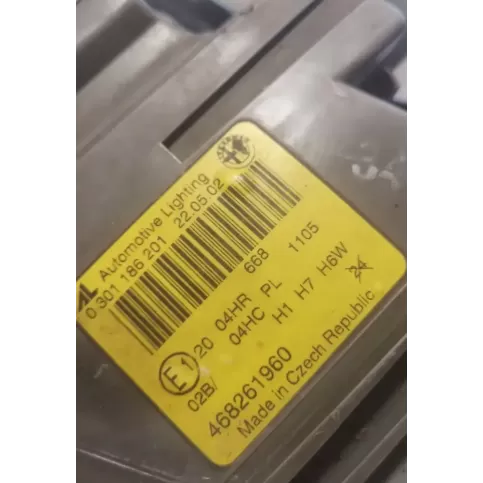 AL Automotive Lighting
0 301 186 201 22.05.02
668 1105
E1 20 04HR
02B/ 04HC PL
H1 H7 H6W
24
468261960
Made in Czech Republic